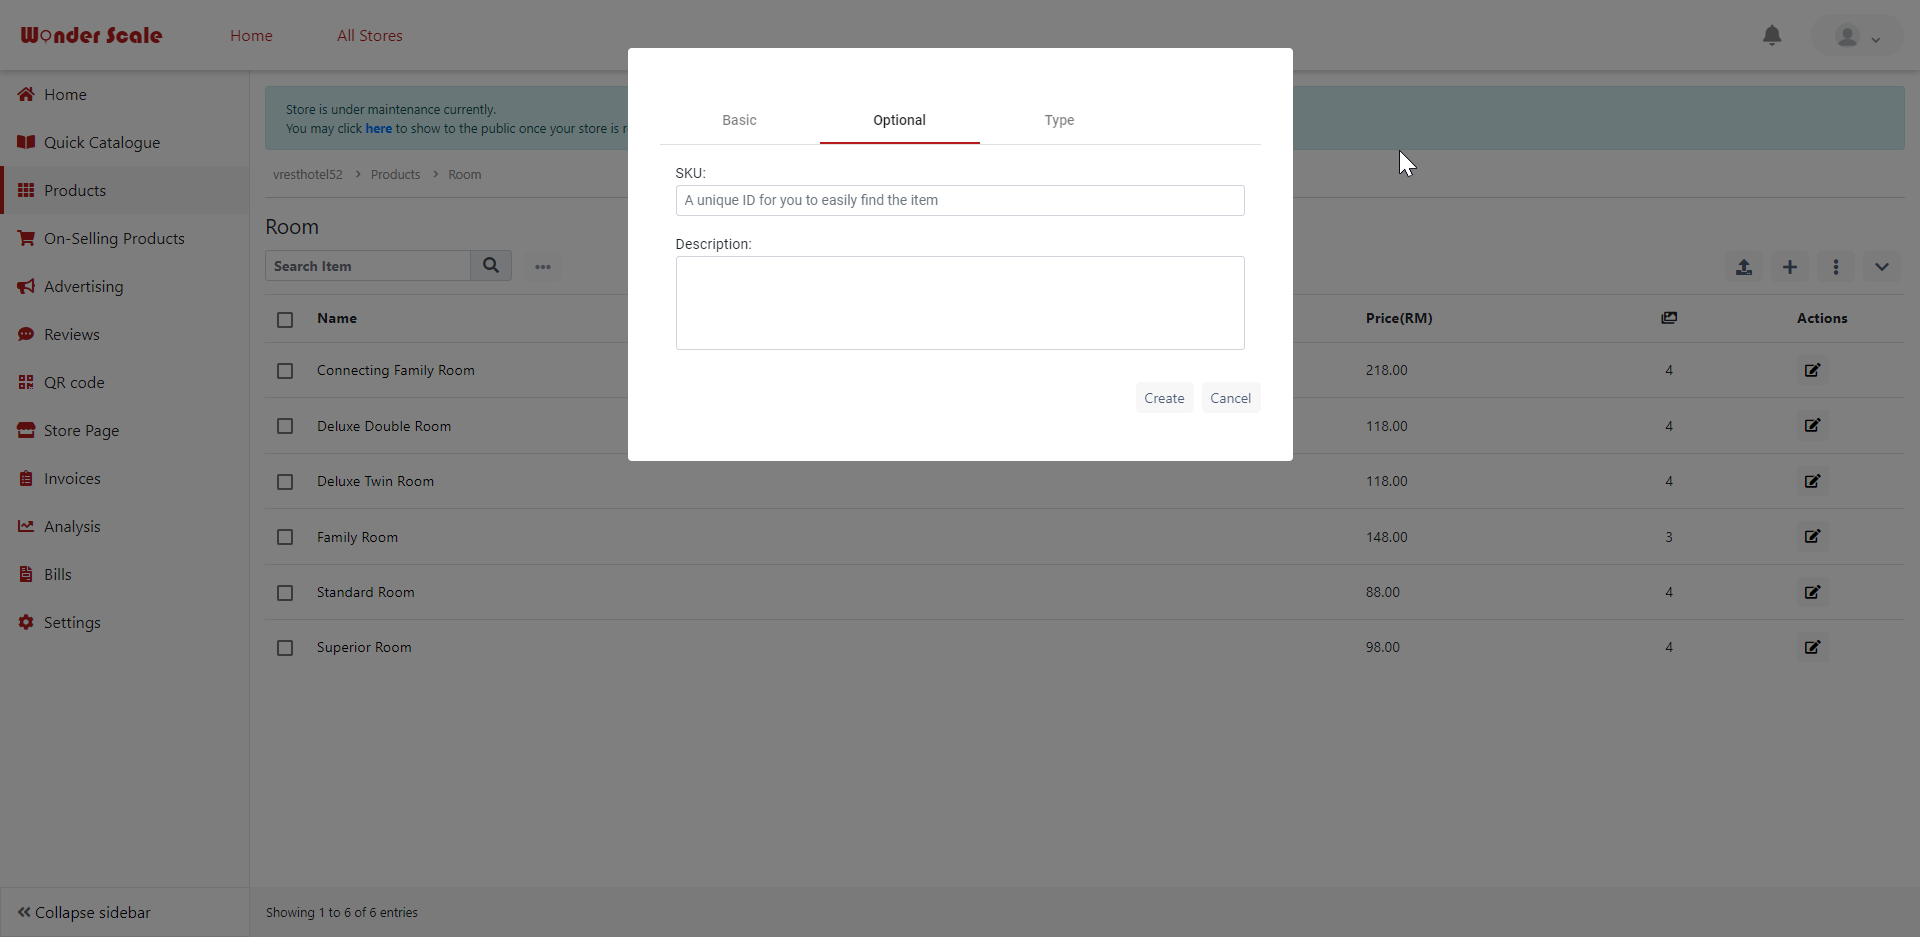 Wonder Scale
Home
All Stores
Home
Quick Catalogue
Products
On-Selling Products
Advertising
Reviews
QR code
Store Page
Invoices
Analysis
Bills
Settings
Collapse sidebar
Store is under maintenance currently.
You may click here to show to the public once your store is r
vresthotel52 > Products > Room
Room
Search Item
Name
Price(RM)
Actions
Connecting Family Room 218.00 4
Deluxe Double Room 118.00 4
Deluxe Twin Room 118.00 4
Family Room 148.00 3
Standard Room 88.00 4
Superior Room 98.00 4
Showing 1 to 6 of 6 entries
Basic
Optional
Type
SKU:
A unique ID for you to easily find the item
Description:
Create
Cancel